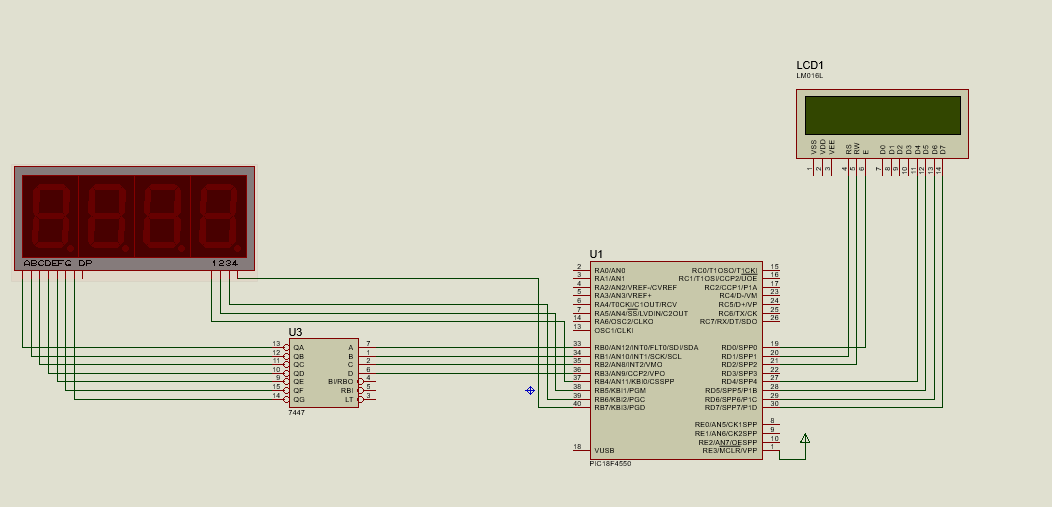 LCD1
LM016L
VSS VDD VEE RS RW E D0 D1 D2 D3 D4 D5 D6 D7
1 2 3 4 5 6 7 8 9 10 11 12 13 14
ABCDEFG DP 1234
U1
2 RA0/AN0 RC0/T1OSO/T1CKI 15
3 RA1/AN1 RC1/T1OSI/CCP2/UOE 16
4 RA2/AN2/VREF-/CVREF RC2/CCP1/P1A 17
5 RA3/AN3/VREF+ RC4/D-/VM 23
6 RA4/T0CKI/C1OUT/RCV RC5/D+/VP 24
7 RA5/AN4/SS/LVDIN/C2OUT RC6/TX/CK 25
14 RA6/OSC2/CLKO RC7/RX/DT/SDO 26
13 OSC1/CLKI
33 RB0/AN12/INT0/FLT0/SDI/SDA RD0/SPP0 19
34 RB1/AN10/INT1/SCK/SCL RD1/SPP1 20
35 RB2/AN8/INT2/VMO RD2/SPP2 21
36 RB3/AN9/CCP2/VPO RD3/SPP3 22
37 RB4/AN11/KBI0/CSSPP RD4/SPP4 27
38 RB5/KBI1/PGM RD5/SPP5/P1B 28
39 RB6/KBI2/PGC RD6/SPP6/P1C 29
40 RB7/KBI3/PGD RD7/SPP7/P1D 30
RE0/AN5/CK1SPP 8
RE1/AN6/CK2SPP 9
RE2/AN7/OESPP 10
18 VUSB RE3/MCLR/VPP 1
PIC18F4550
U3
13 QA A 7
12 QB B 1
11 QC C 2
10 QD D 6
9 QE BI/RBO 4
15 QF RBI 5
14 QG LT 3
7447